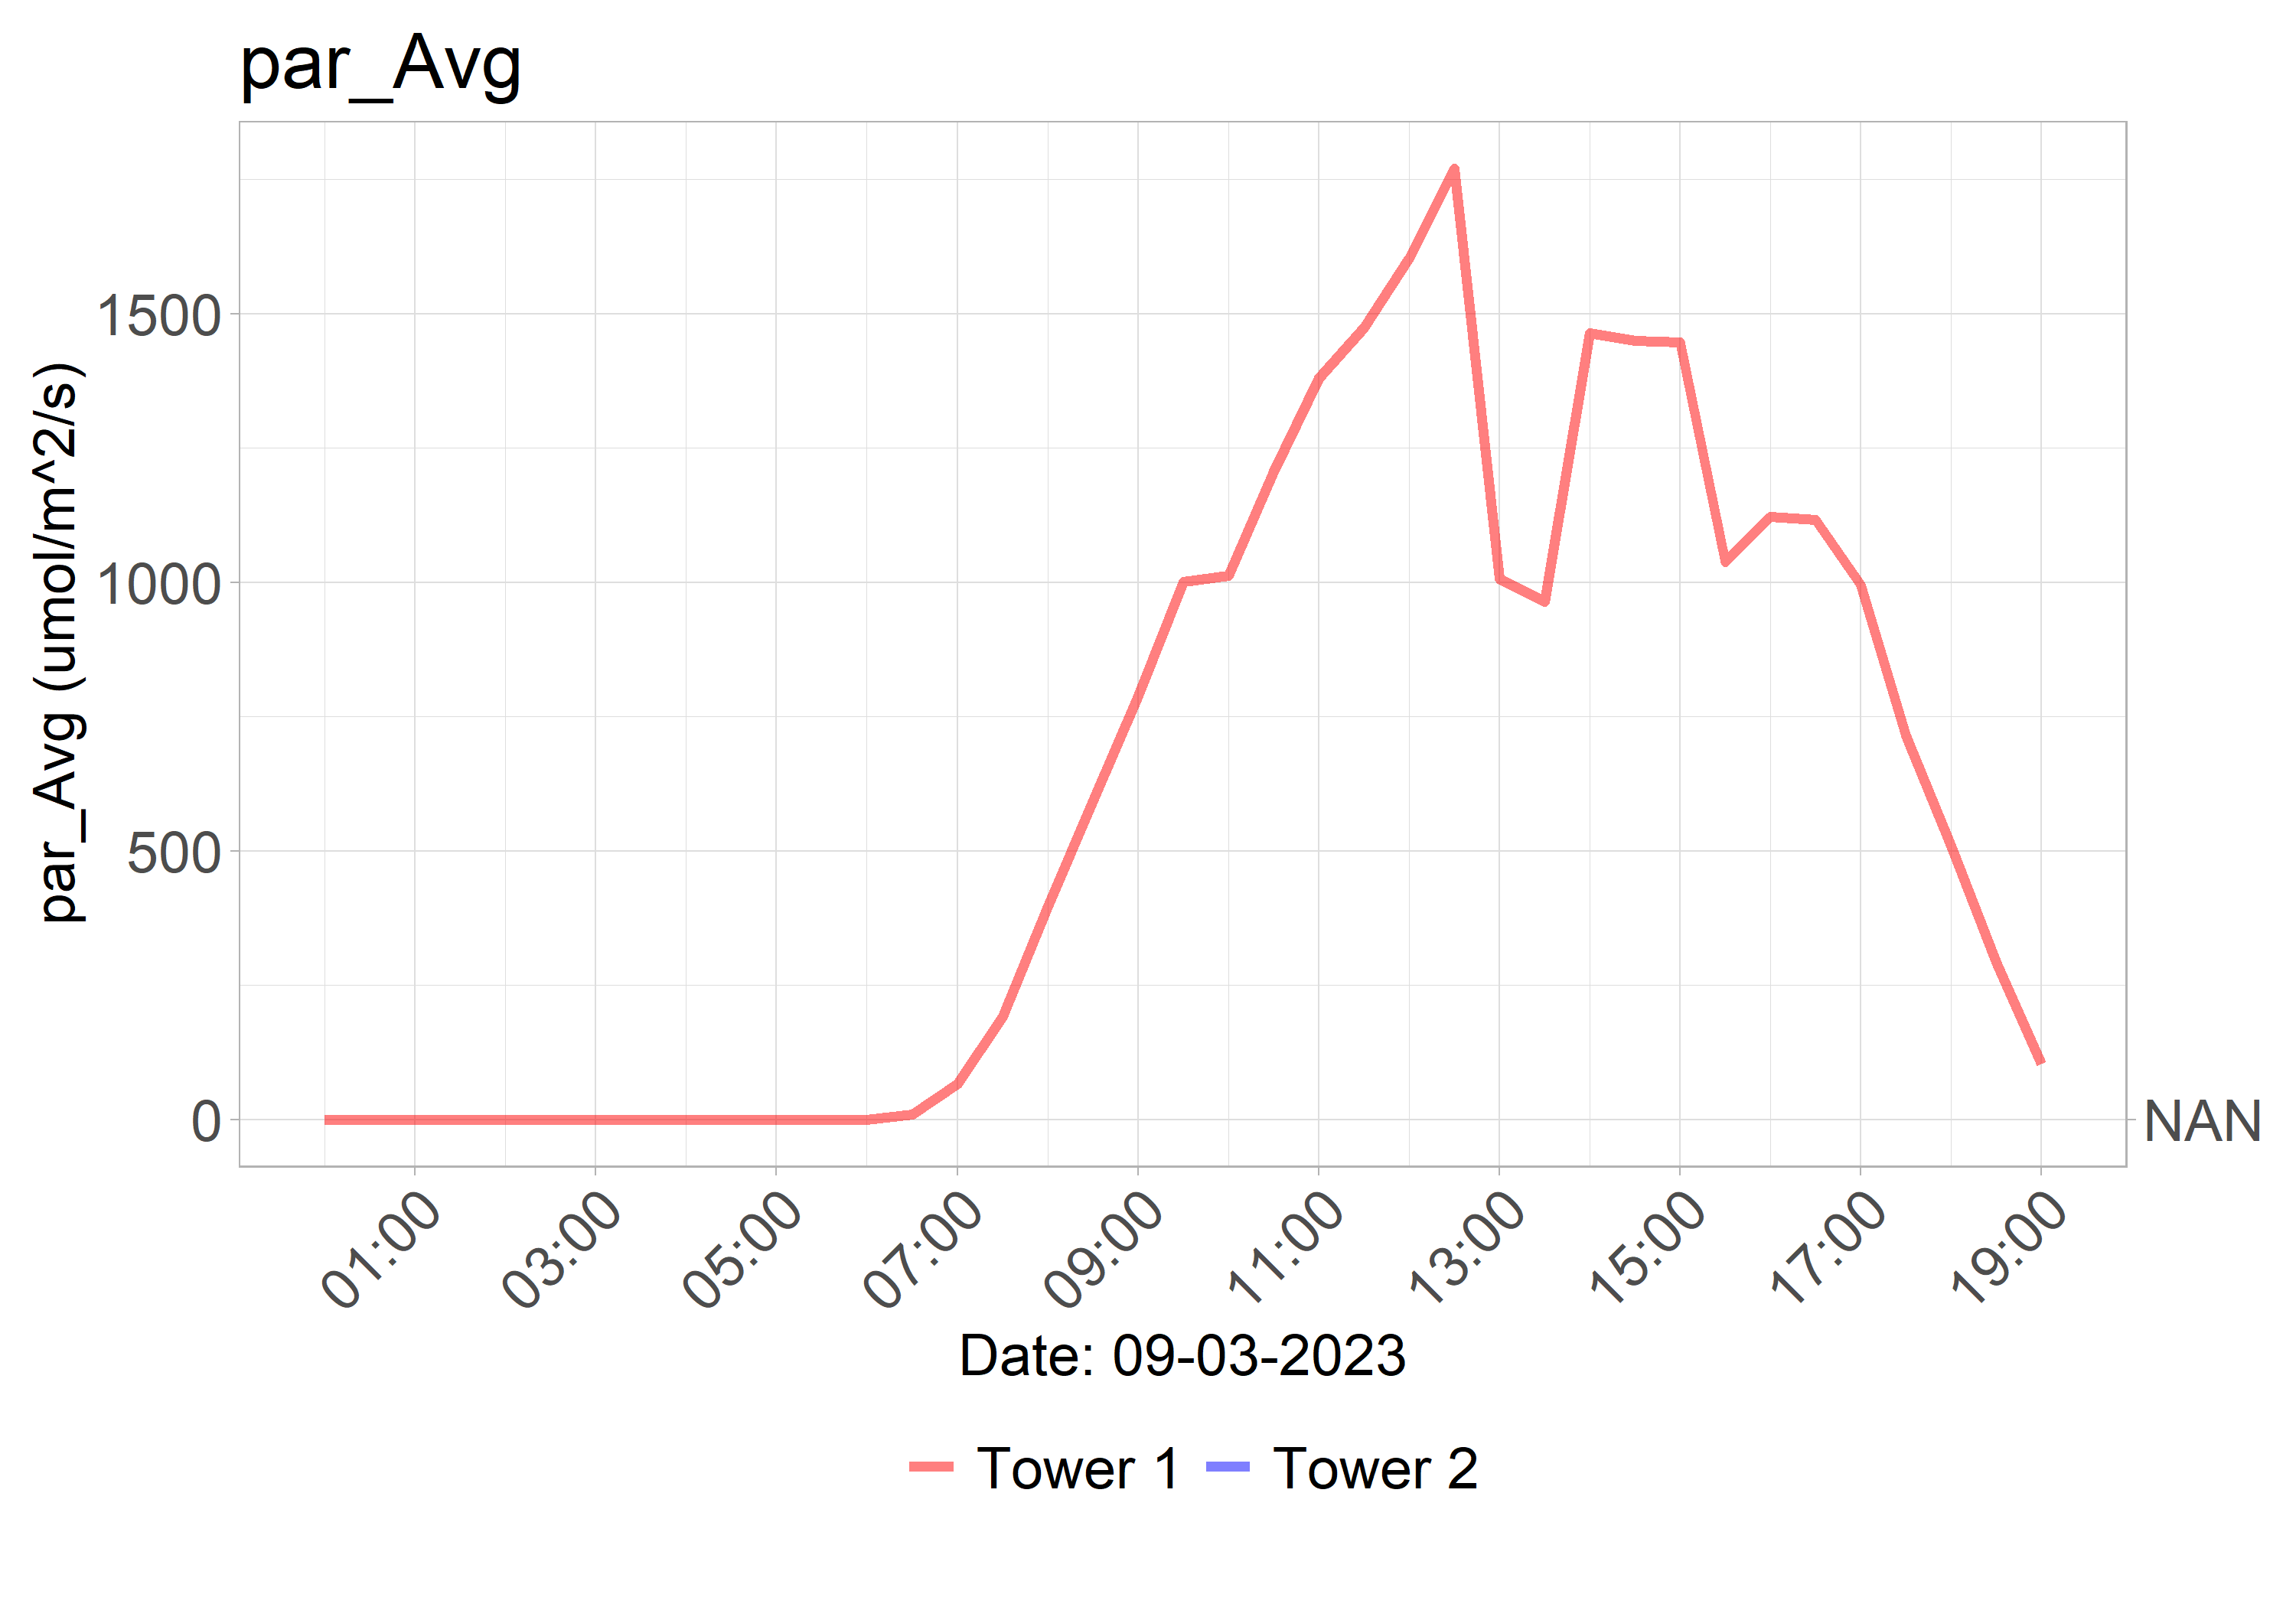 par_Avg
par_Avg (umol/m^2/s)
1500
1000
500
0
NAN
01:00
03:00
05:00
07:00
09:00
11:00
13:00
15:00
17:00
19:00
Date: 09-03-2023
Tower 1
Tower 2